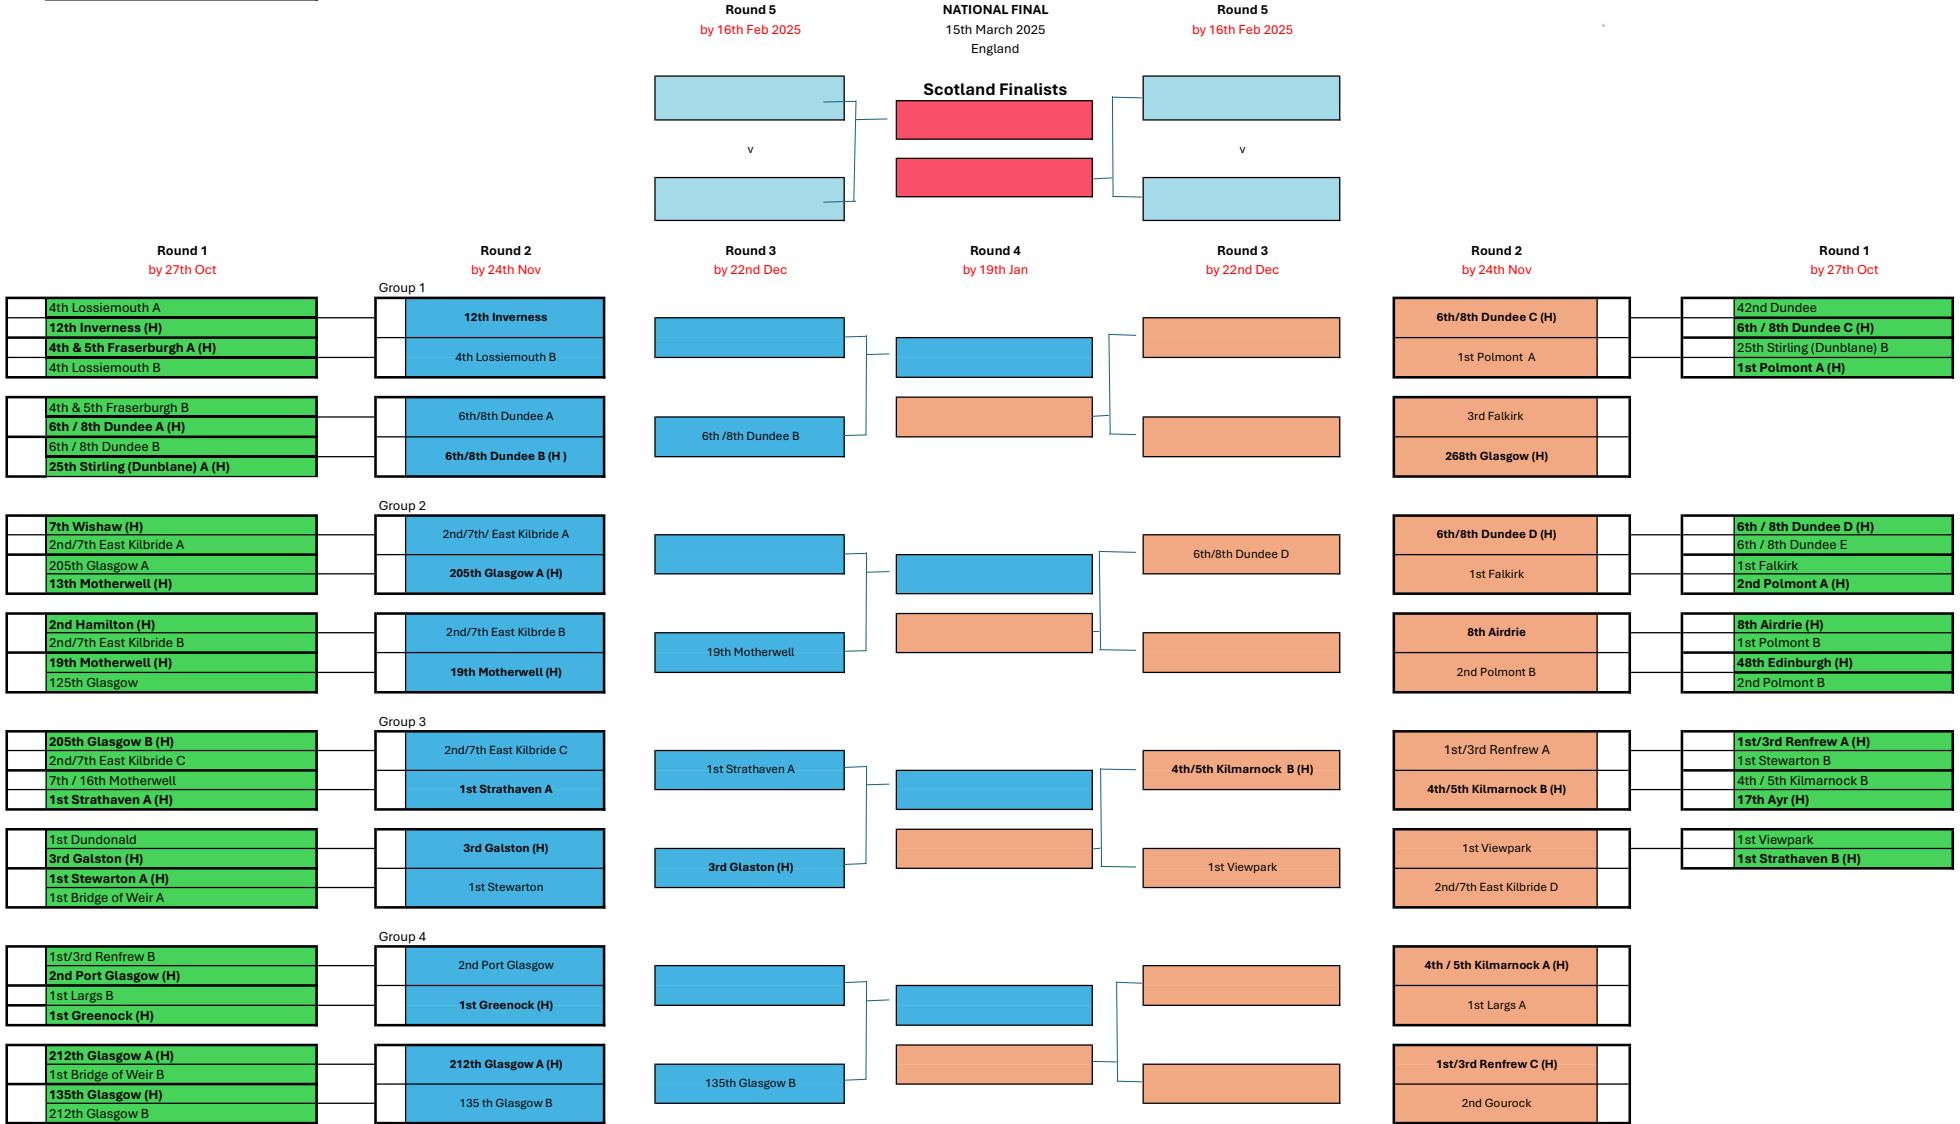 Round 5
NATIONAL FINAL
Round 5
by 16th Feb 2025
15th March 2025
by 16th Feb 2025
`
England
Scotland Finalists
v
v
Round 1
Round 2
Round 3
Round 4
Round 3
Round 2
Round 1
by 27th Oct
by 24th Nov
by 22nd Dec
by 19th Jan
by 22nd Dec
by 24th Nov
by 27th Oct
Group 1
4th Lossiemouth A
12th Inverness (H)
4th & 5th Fraserburgh A (H)
4th Lossiemouth B
12th Inverness
4th Lossiemouth B
6th/8th Dundee C (H)
1st Polmont  A
42nd Dundee
6th / 8th Dundee C (H)
25th Stirling (Dunblane) B
1st Polmont A (H)
4th & 5th Fraserburgh B
6th / 8th Dundee A (H)
6th / 8th Dundee B
25th Stirling (Dunblane) A (H)
6th/8th Dundee A
6th/8th Dundee B (H )
6th /8th Dundee B
3rd Falkirk
268th Glasgow (H)
Group 2
7th Wishaw (H)
2nd/7th East Kilbride A
205th Glasgow A
13th Motherwell (H)
2nd/7th/ East Kilbride A
205th Glasgow A (H)
6th/8th Dundee D
6th/8th Dundee D (H)
1st Falkirk
6th / 8th Dundee D (H)
6th / 8th Dundee E
1st Falkirk
2nd Polmont A (H)
2nd Hamilton (H)
2nd/7th East Kilbride B
19th Motherwell (H)
125th Glasgow
2nd/7th East Kilbrde B
19th Motherwell (H)
19th Motherwell
8th Airdrie
2nd Polmont B
8th Airdrie (H)
1st Polmont B
48th Edinburgh (H)
2nd Polmont B
Group 3
205th Glasgow B (H)
2nd/7th East Kilbride C
7th / 16th Motherwell
1st Strathaven A (H)
2nd/7th East Kilbride C
1st Strathaven A
1st Strathaven A
4th/5th Kilmarnock  B (H)
1st/3rd Renfrew A
4th/5th Kilmarnock B (H)
1st/3rd Renfrew A (H)
1st Stewarton B
4th / 5th Kilmarnock B
17th Ayr (H)
1st Dundonald
3rd Galston (H)
1st Stewarton A (H)
1st Bridge of Weir A
3rd Galston (H)
1st Stewarton
3rd Glaston (H)
1st Viewpark
1st Viewpark
2nd/7th East Kilbride D
1st Viewpark
1st Strathaven B (H)
Group 4
1st/3rd Renfrew B
2nd Port Glasgow (H)
1st Largs B
1st Greenock (H)
2nd Port Glasgow
1st Greenock (H)
4th / 5th Kilmarnock A (H)
1st Largs A
212th Glasgow A (H)
1st Bridge of Weir B
135th Glasgow (H)
212th Glasgow B
212th Glasgow A (H)
135 th Glasgow B
135th Glasgow B
1st/3rd Renfrew C (H)
2nd Gourock